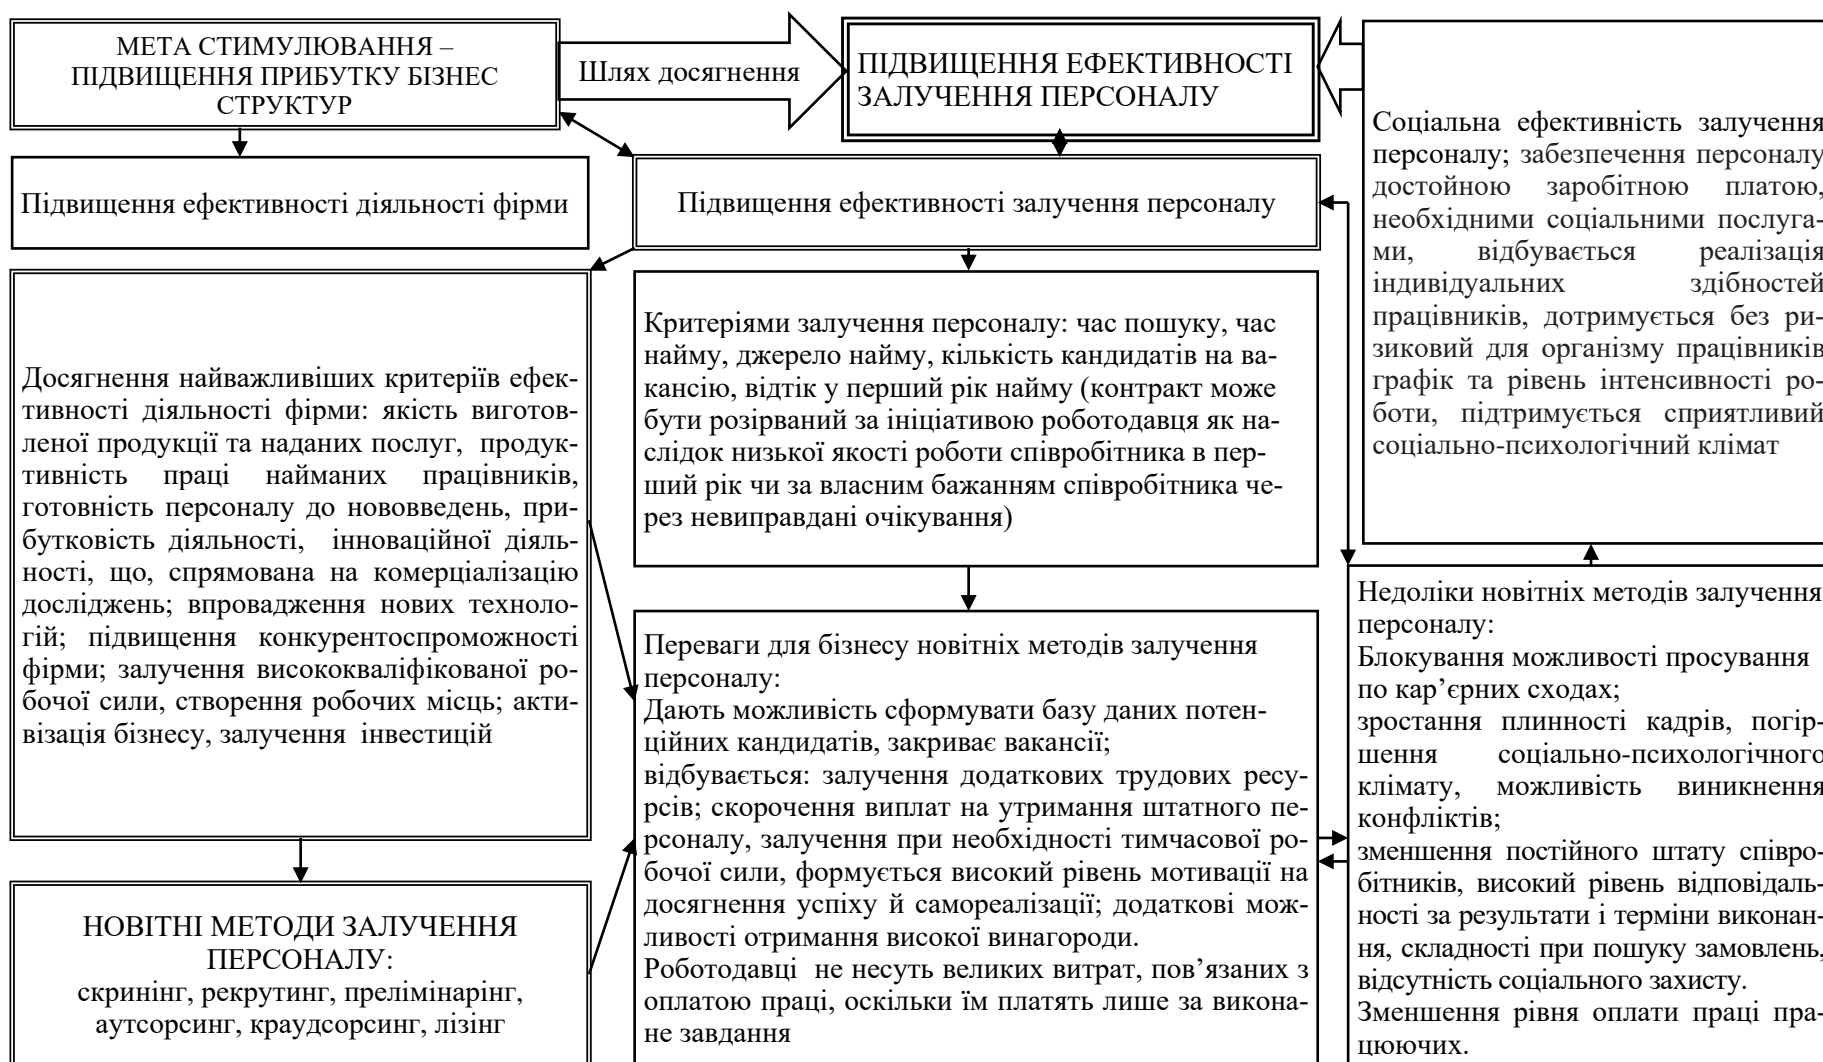 МЕТА СТИМУЛЮВАННЯ –
ПІДВИЩЕННЯ ПРИБУТКУ БІЗНЕС
СТРУКТУР
Шлях досягнення
ПІДВИЩЕННЯ ЕФЕКТИВНОСТІ
ЗАЛУЧЕННЯ ПЕРСОНАЛУ
Соціальна ефективність залучення
персоналу; забезпечення персоналу
достойною заробітною платою,
необхідними соціальними послуга-
ми, відбувається реалізація
індивідуальних здібностей
працівників, дотримується без ри-
зиковий для організму працівників
графік та рівень інтенсивності ро-
боти, підтримується сприятливий
соціально-психологічний клімат
Підвищення ефективності діяльності фірми
Підвищення ефективності залучення персоналу
Досягнення найважливіших критеріїв ефек-
тивності діяльності фірми: якість виготов-
леної продукції та наданих послуг, продук-
тивність праці найманих працівників,
готовність персоналу до нововведень, при-
бутковість діяльності, інноваційної діяль-
ності, що, спрямована на комерціалізацію
досліджень; впровадження нових техноло-
гій; підвищення конкурентоспроможності
фірми; залучення висококваліфікованої ро-
бочої сили, створення робочих місць; акти-
візація бізнесу, залучення інвестицій
Критеріями залучення персоналу: час пошуку, час
найму, джерело найму, кількість кандидатів на ва-
кансію, відтік у перший рік найму (контракт може
бути розірваний за ініціативою роботодавця як на-
слідок низької якості роботи співробітника в пер-
ший рік чи за власним бажанням співробітника че-
рез невиправдані очікування)
Переваги для бізнесу новітніх методів залучення
персоналу:
Дають можливість сформувати базу даних потен-
ційних кандидатів, закриває вакансії;
відбувається: залучення додаткових трудових ресу-
рсів; скорочення виплат на утримання штатного пе-
рсоналу, залучення при необхідності тимчасової ро-
бочої сили, формується високий рівень мотивації на
досягнення успіху й самореалізації; додаткові мож-
ливості отримання високої винагороди.
Роботодавці не несуть великих витрат, пов’язаних з
оплатою праці, оскільки їм платять лише за викона-
не завдання
Недоліки новітніх методів залучення
персоналу:
Блокування можливості просування
по кар’єрних сходах;
зростання плинності кадрів, погір-
шення соціально-психологічного
клімату, можливість виникнення
конфліктів;
зменшення постійного штату співро-
бітників, високий рівень відповідаль-
ності за результати і терміни виконан-
ня, складності при пошуку замовлень,
відсутність соціального захисту.
Зменшення рівня оплати праці пра-
цюючих.
НОВІТНІ МЕТОДИ ЗАЛУЧЕННЯ
ПЕРСОНАЛУ:
скринінг, рекрутинг, прелімінарінг,
аутсорсинг, краудсорсинг, лізінг